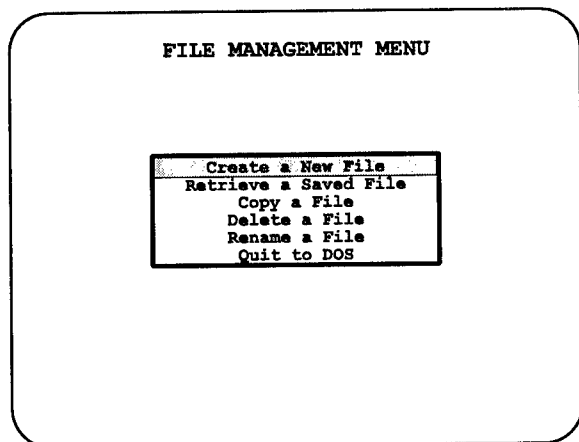 FILE MANAGEMENT MENU
Create a New File
Retrieve a Saved File
Copy a File
Delete a File
Rename a File
Quit to DOS